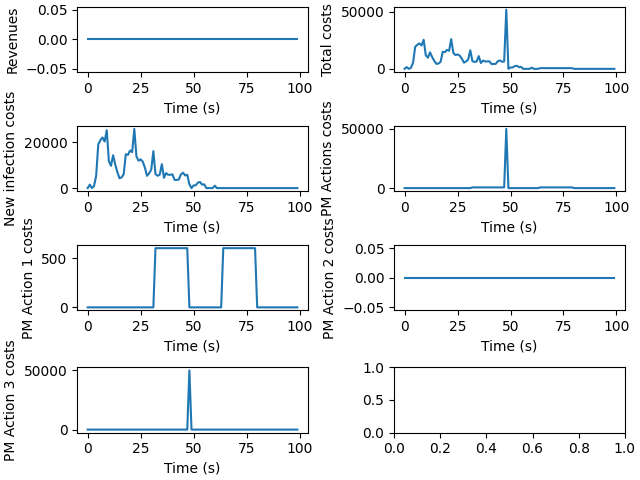 Revenues
0.05
0.00
−0.05
0 25 50 75 100
Time (s)
Total costs
50000
0
0 25 50 75 100
Time (s)
New infection costs
20000
0
0 25 50 75 100
Time (s)
PM Actions costs
50000
0
0 25 50 75 100
Time (s)
PM Action 1 costs
500
0
0 25 50 75 100
Time (s)
PM Action 2 costs
0.05
0.00
−0.05
0 25 50 75 100
Time (s)
PM Action 3 costs
50000
0
0 25 50 75 100
Time (s)
1.0
0.5
0.0
0.0 0.2 0.4 0.6 0.8 1.0